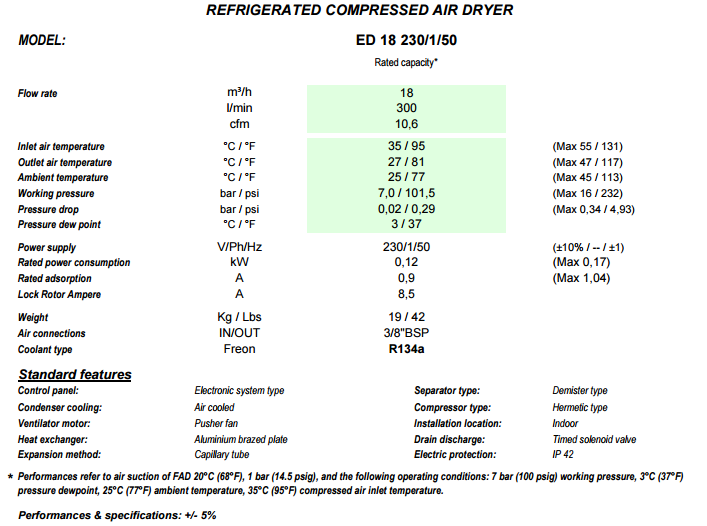 REFRIGERATED COMPRESSED AIR DRYER
MODEL: ED 18 230/1/50
Rated capacity*
Flow rate m³/h 18
l/min 300
cfm 10,6
Inlet air temperature °C / °F 35 / 95 (Max 55 / 131)
Outlet air temperature °C / °F 27 / 81 (Max 47 / 117)
Ambient temperature °C / °F 25 / 77 (Max 45 / 113)
Working pressure bar / psi 7,0 / 101,5 (Max 16 / 232)
Pressure drop bar / psi 0,02 / 0,29 (Max 0,34 / 4,93)
Pressure dew point °C / °F 3 / 37
Power supply V/Ph/Hz 230/1/50 (±10% / -- / ±1)
Rated power consumption kW 0,12 (Max 0,17)
Rated adsorption A 0,9 (Max 1,04)
Lock Rotor Ampere A 8,5
Weight Kg / Lbs 19 / 42
Air connections IN/OUT 3/8"BSP
Coolant type Freon R134a
Standard features
Control panel: Electronic system type Separator type: Demister type
Condenser cooling: Air cooled Compressor type: Hermetic type
Ventilator motor: Pusher fan Installation location: Indoor
Heat exchanger: Aluminium brazed plate Drain discharge: Timed solenoid valve
Expansion method: Capillary tube Electric protection: IP 42
* Performances refer to air suction of FAD 20°C (68°F), 1 bar (14.5 psig), and the following operating conditions: 7 bar (100 psig) working pressure, 3°C (37°F)
pressure dewpoint, 25°C (77°F) ambient temperature, 35°C (95°F) compressed air inlet temperature.
Performances & specifications: +/- 5%